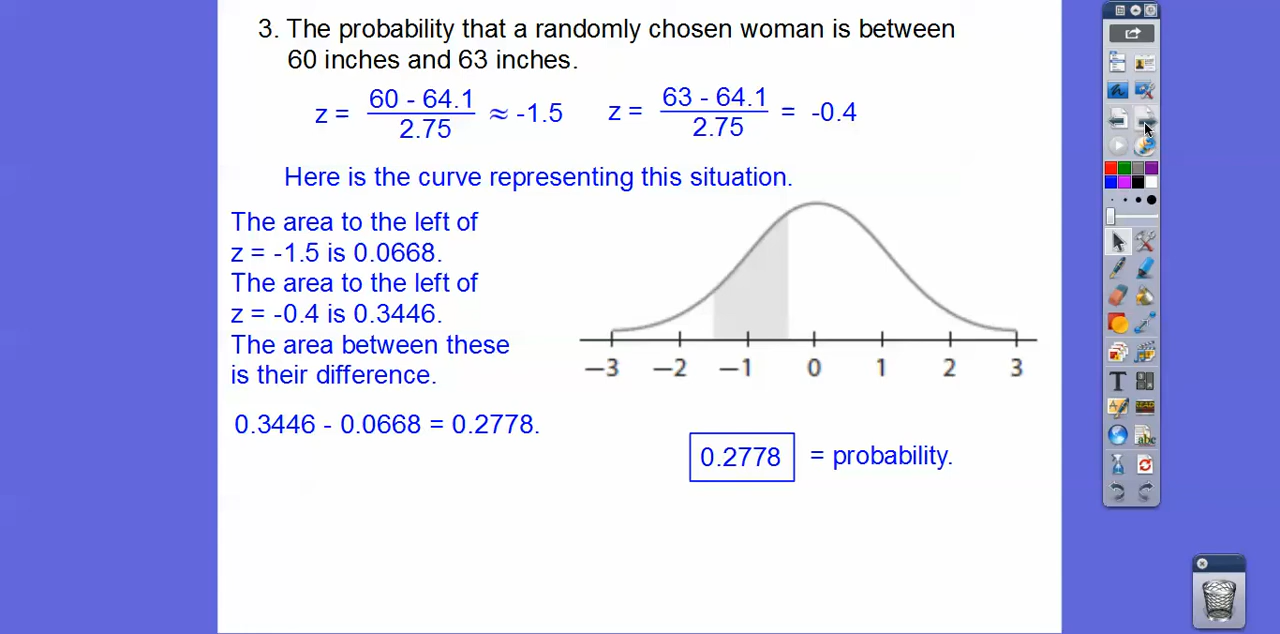 3. The probability that a randomly chosen woman is between
60 inches and 63 inches.
z = 60 - 64.1 / 2.75 ≈ -1.5 z = 63 - 64.1 / 2.75 = -0.4
Here is the curve representing this situation.
The area to the left of
z = -1.5 is 0.0668.
The area to the left of
z = -0.4 is 0.3446.
The area between these
is their difference.
0.3446 - 0.0668 = 0.2778.
−3 −2 −1 0 1 2 3
0.2778 = probability.
T
abc